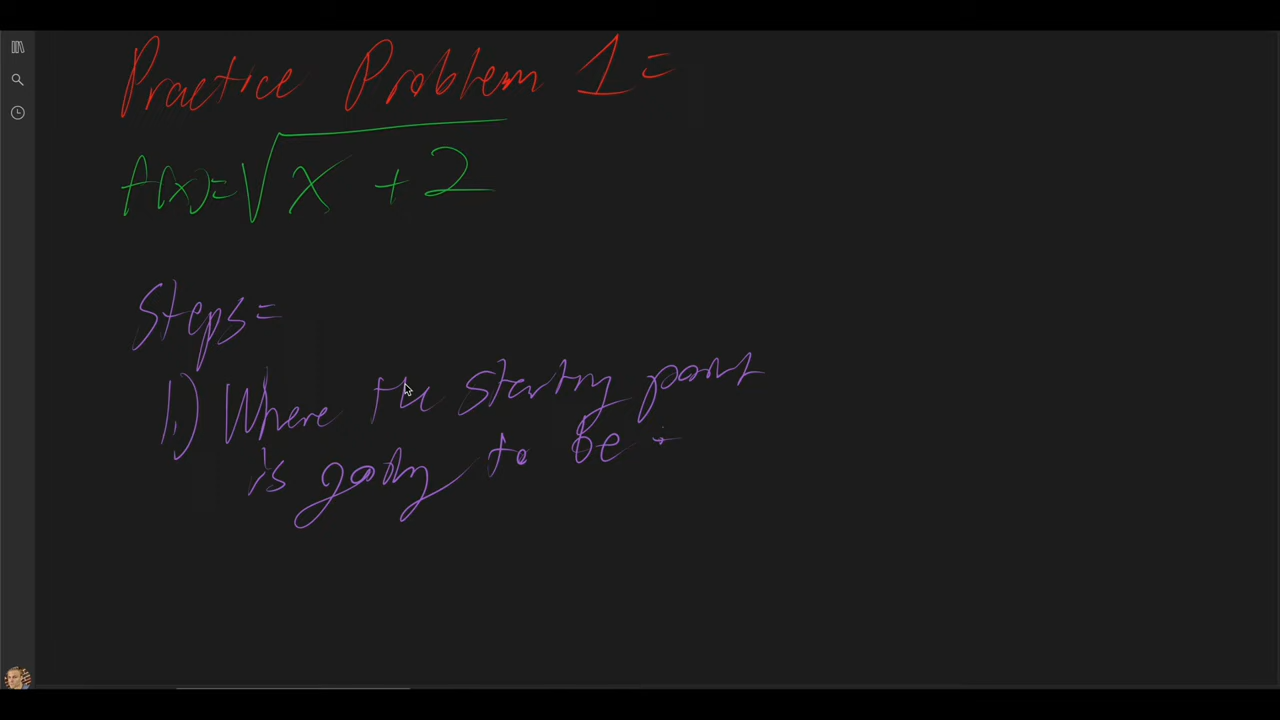 Practice Problem 1=
f(x)=√x + 2
Steps=
1.) Where the starting point
is going to be